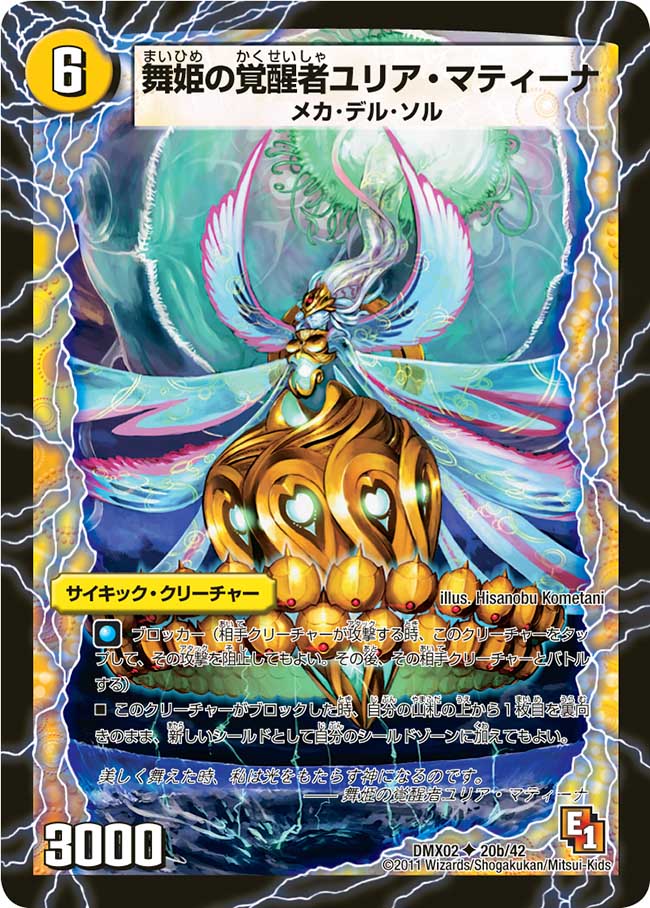 6
まいひめ かくせいしゃ
舞姫の覚醒者ユリア・マティーナ
メカ・デル・ソル
サイキック・クリーチャー
illus. Hisanobu Kometani
ブロッカー（相手クリーチャーが攻撃する時、このクリーチャーをタッ
プして、その攻撃を阻止してもよい。その後、その相手クリーチャーとバトル
する）
■ このクリーチャーがブロックした時、自分の山札の上から１枚目を裏向
きのまま、新しいシールドとして自分のシールドゾーンに加えてもよい。
美しく舞えた時、私は光をもたらす神になるのです。
――― 舞姫の覚醒者ユリア・マティーナ
3000
E1
DMX02 ◆ 20b/42
©2011 Wizards/Shogakukan/Mitsui-Kids